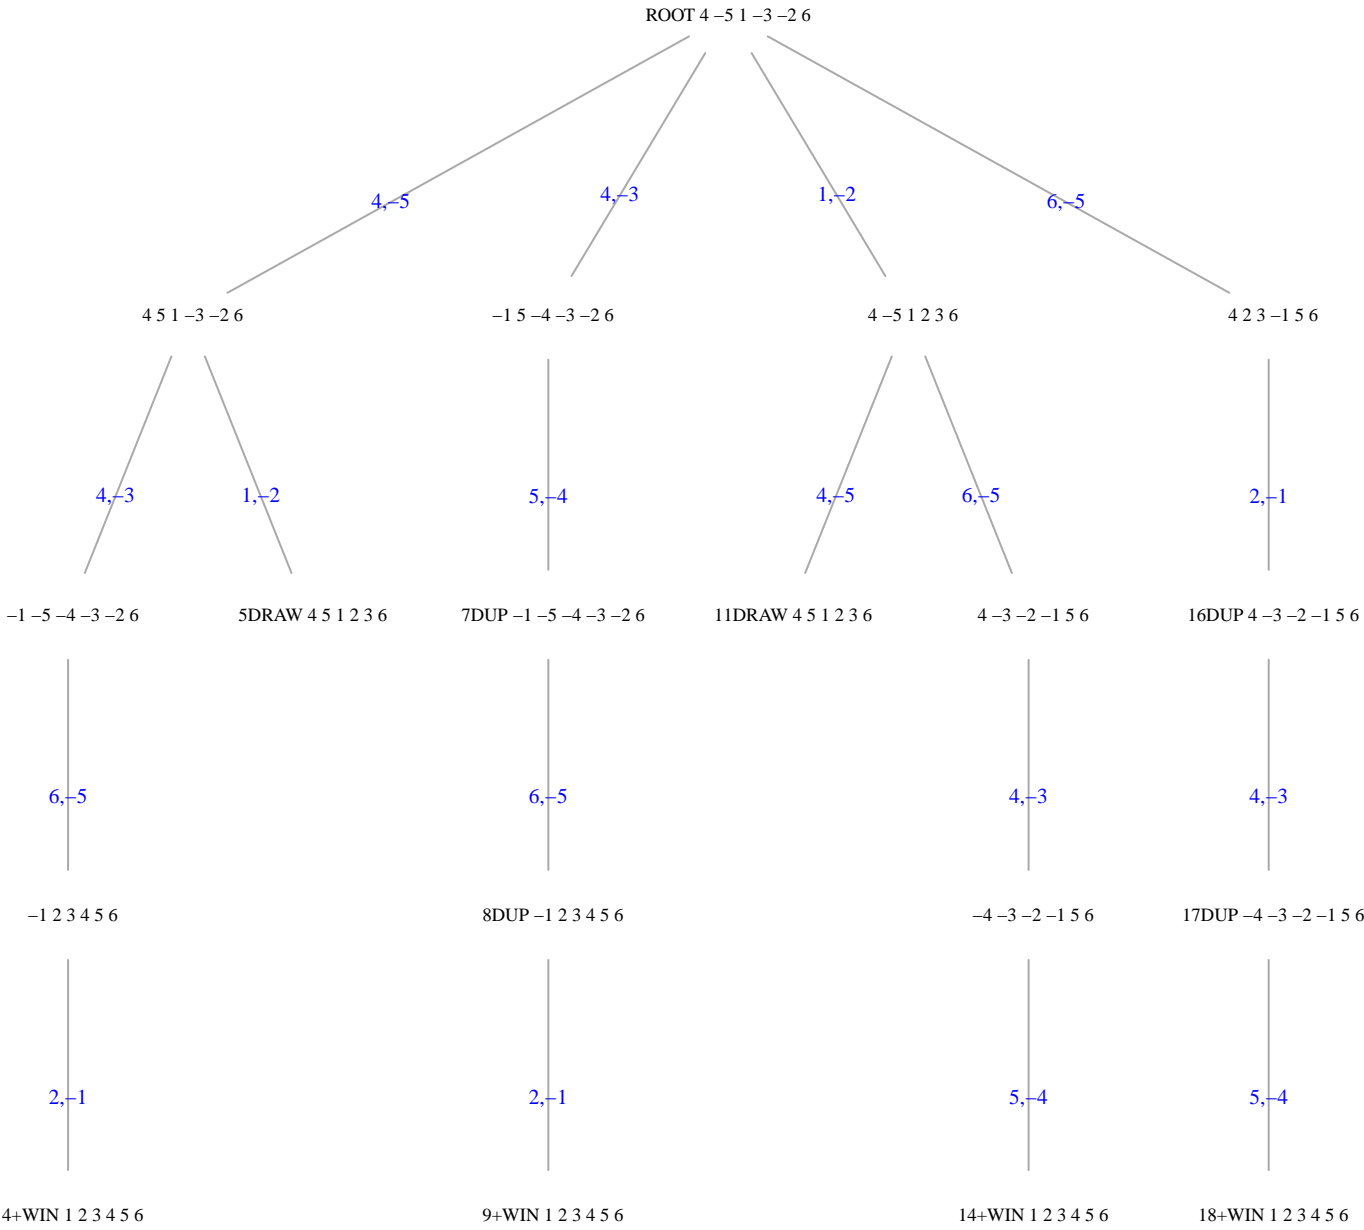 ROOT 4 –5 1 –3 –2 6
4,–5
4,–3
1,–2
6,–5
4 5 1 –3 –2 6
–1 5 –4 –3 –2 6
4 –5 1 2 3 6
4 2 3 –1 5 6
4,–3
1,–2
5,–4
4,–5
6,–5
2,–1
–1 –5 –4 –3 –2 6
5DRAW 4 5 1 2 3 6
7DUP –1 –5 –4 –3 –2 6
11DRAW 4 5 1 2 3 6
4 –3 –2 –1 5 6
16DUP 4 –3 –2 –1 5 6
6,–5
6,–5
4,–3
4,–3
–1 2 3 4 5 6
8DUP –1 2 3 4 5 6
–4 –3 –2 –1 5 6
17DUP –4 –3 –2 –1 5 6
2,–1
2,–1
5,–4
5,–4
4+WIN 1 2 3 4 5 6
9+WIN 1 2 3 4 5 6
14+WIN 1 2 3 4 5 6
18+WIN 1 2 3 4 5 6